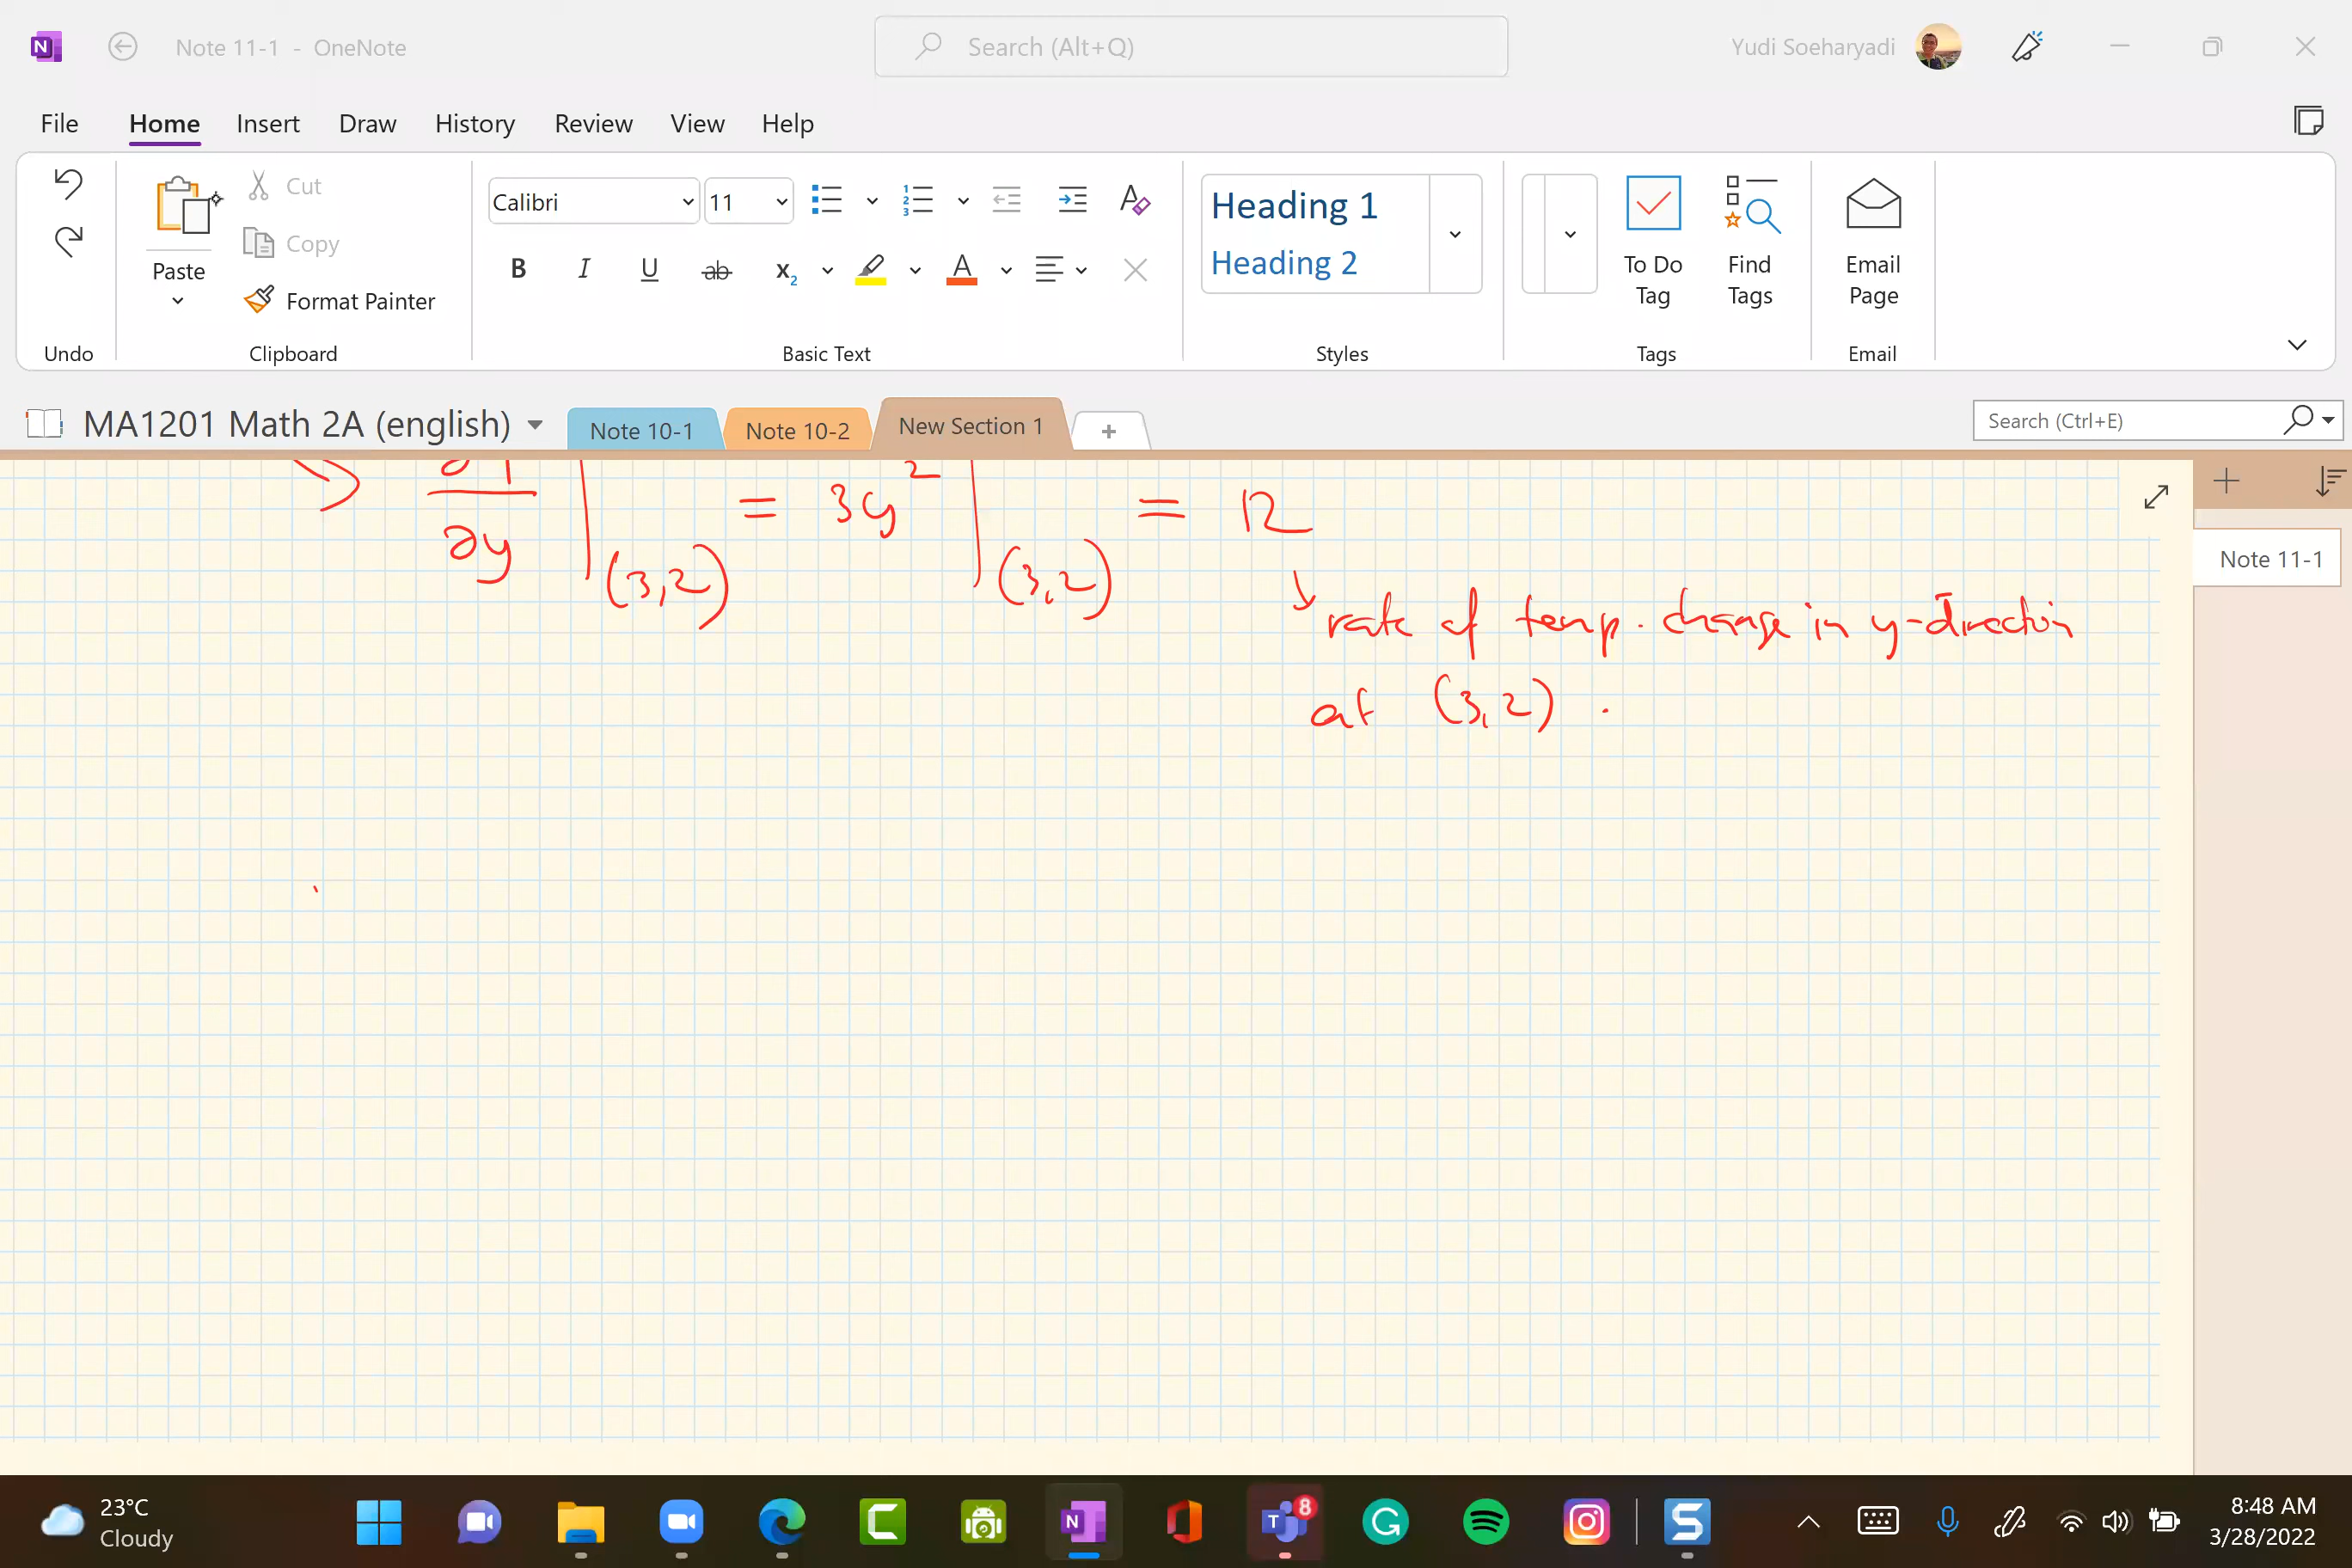 Note 11-1 - OneNote
Search (Alt+Q)
Yudi Soeharyadi
File Home Insert Draw History Review View Help
Cut
Copy
Paste
Format Painter
Calibri 11
B I U ab x₂ A
Heading 1
Heading 2
To Do Tag
Find Tags
Email Page
Undo Clipboard Basic Text Styles Tags Email
MA1201 Math 2A (english) Note 10-1 Note 10-2 New Section 1 +
Search (Ctrl+E)
Note 11-1
∂y |(3,2) = 3y² |(3,2) = 12
rate of temp. change in y-direction
at (3,2).
23°C
Cloudy
8
8:48 AM
3/28/2022